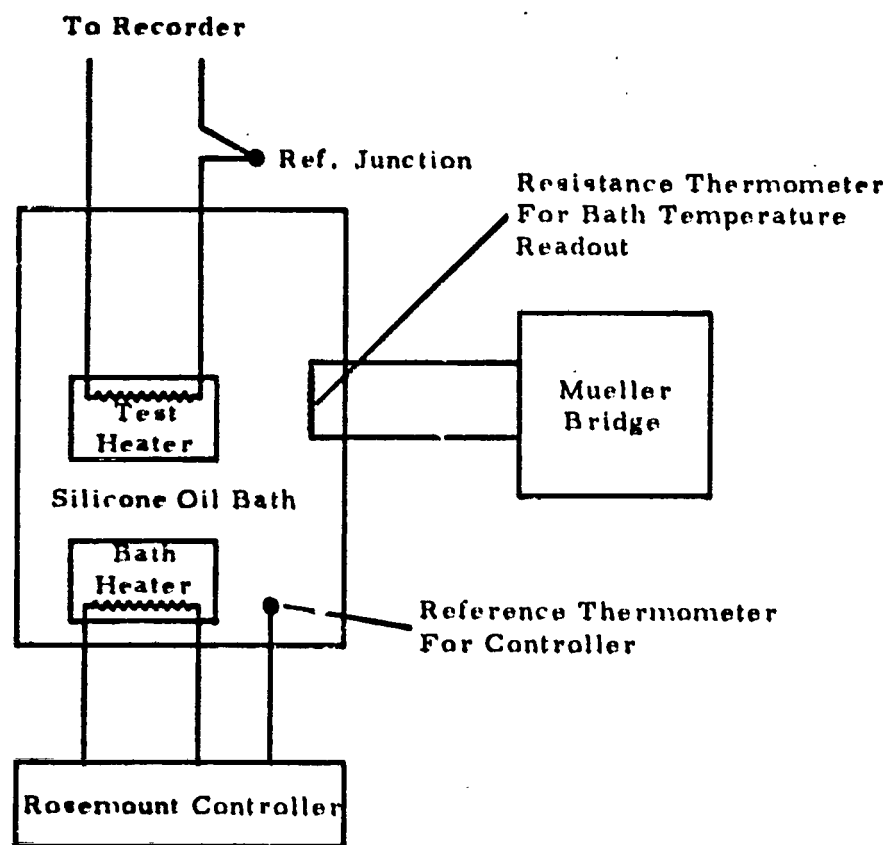 To Recorder
Ref. Junction
Resistance Thermometer
For Bath Temperature
Readout
Mueller
Bridge
Test
Heater
Silicone Oil Bath
Bath
Heater
Reference Thermometer
For Controller
Rosemount Controller